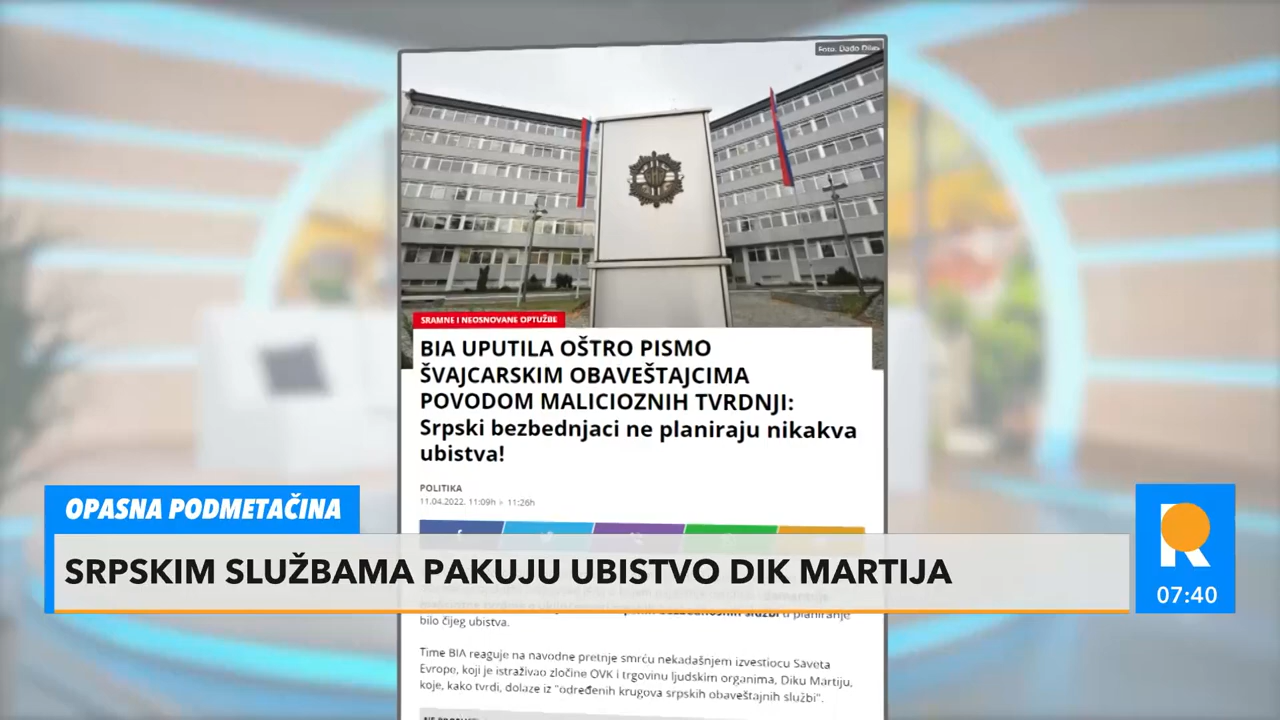 Foto: Dado Đilas
SRAMNE I NEOSNOVANE OPTUŽBE
BIA UPUTILA OŠTRO PISMO
ŠVAJCARSKIM OBAVEŠTAJCIMA
POVODOM MALICIOZNIH TVRDNJI:
Srpski bezbednjaci ne planiraju nikakva
ubistva!
POLITIKA
11.04.2022. 11:09h » 11:26h
OPASNA PODMETAČINA
SRPSKIM SLUŽBAMA PAKUJU UBISTVO DIK MARTIJA
R
07:40
bezbednosnih službi u planiranje
bilo čijeg ubistva.
Time BIA reaguje na navodne pretnje smrću nekadašnjem izvestiocu Saveta
Evrope, koji je istraživao zločine OVK i trgovinu ljudskim organima, Diku Martiju,
koje, kako tvrdi, dolaze iz "određenih krugova srpskih obaveštajnih službi".